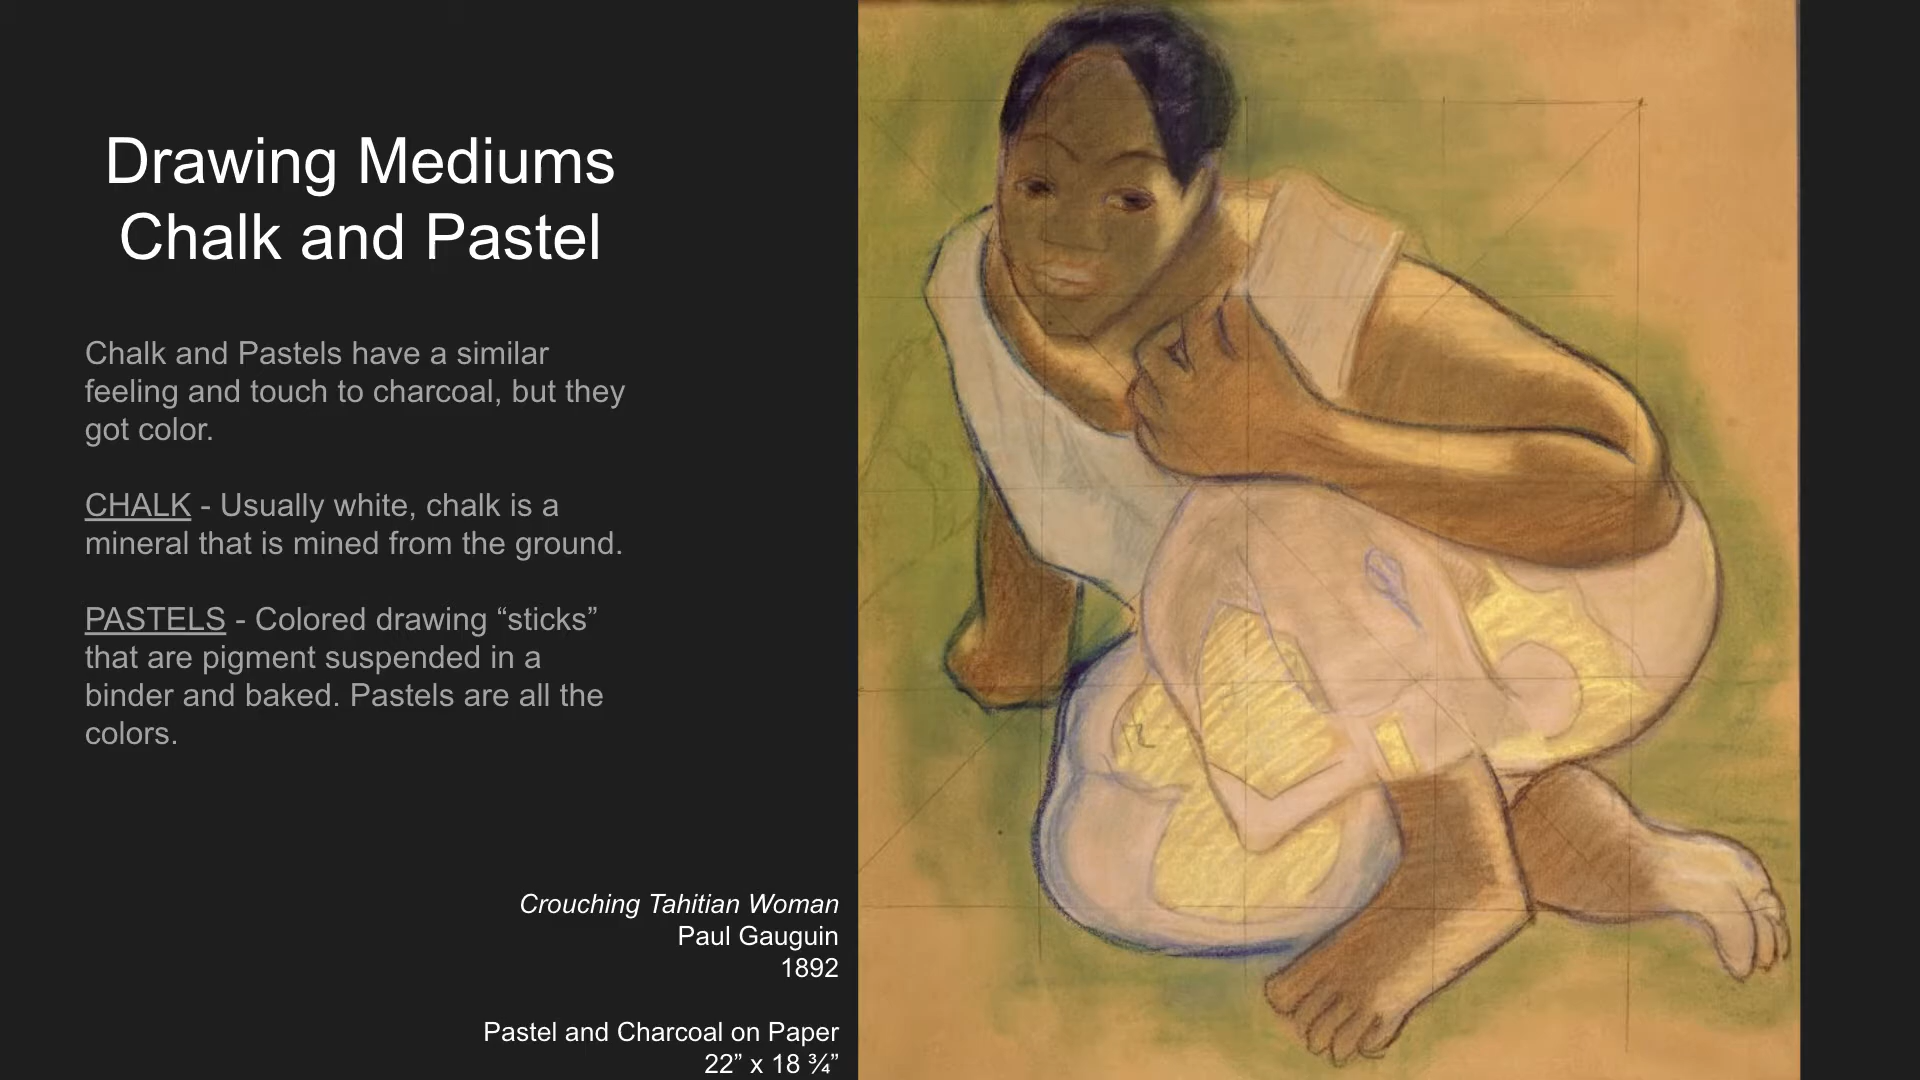 Drawing Mediums
Chalk and Pastel
Chalk and Pastels have a similar
feeling and touch to charcoal, but they
got color.
CHALK - Usually white, chalk is a
mineral that is mined from the ground.
PASTELS - Colored drawing “sticks”
that are pigment suspended in a
binder and baked. Pastels are all the
colors.
Crouching Tahitian Woman
Paul Gauguin
1892
Pastel and Charcoal on Paper
22” x 18 ¾”